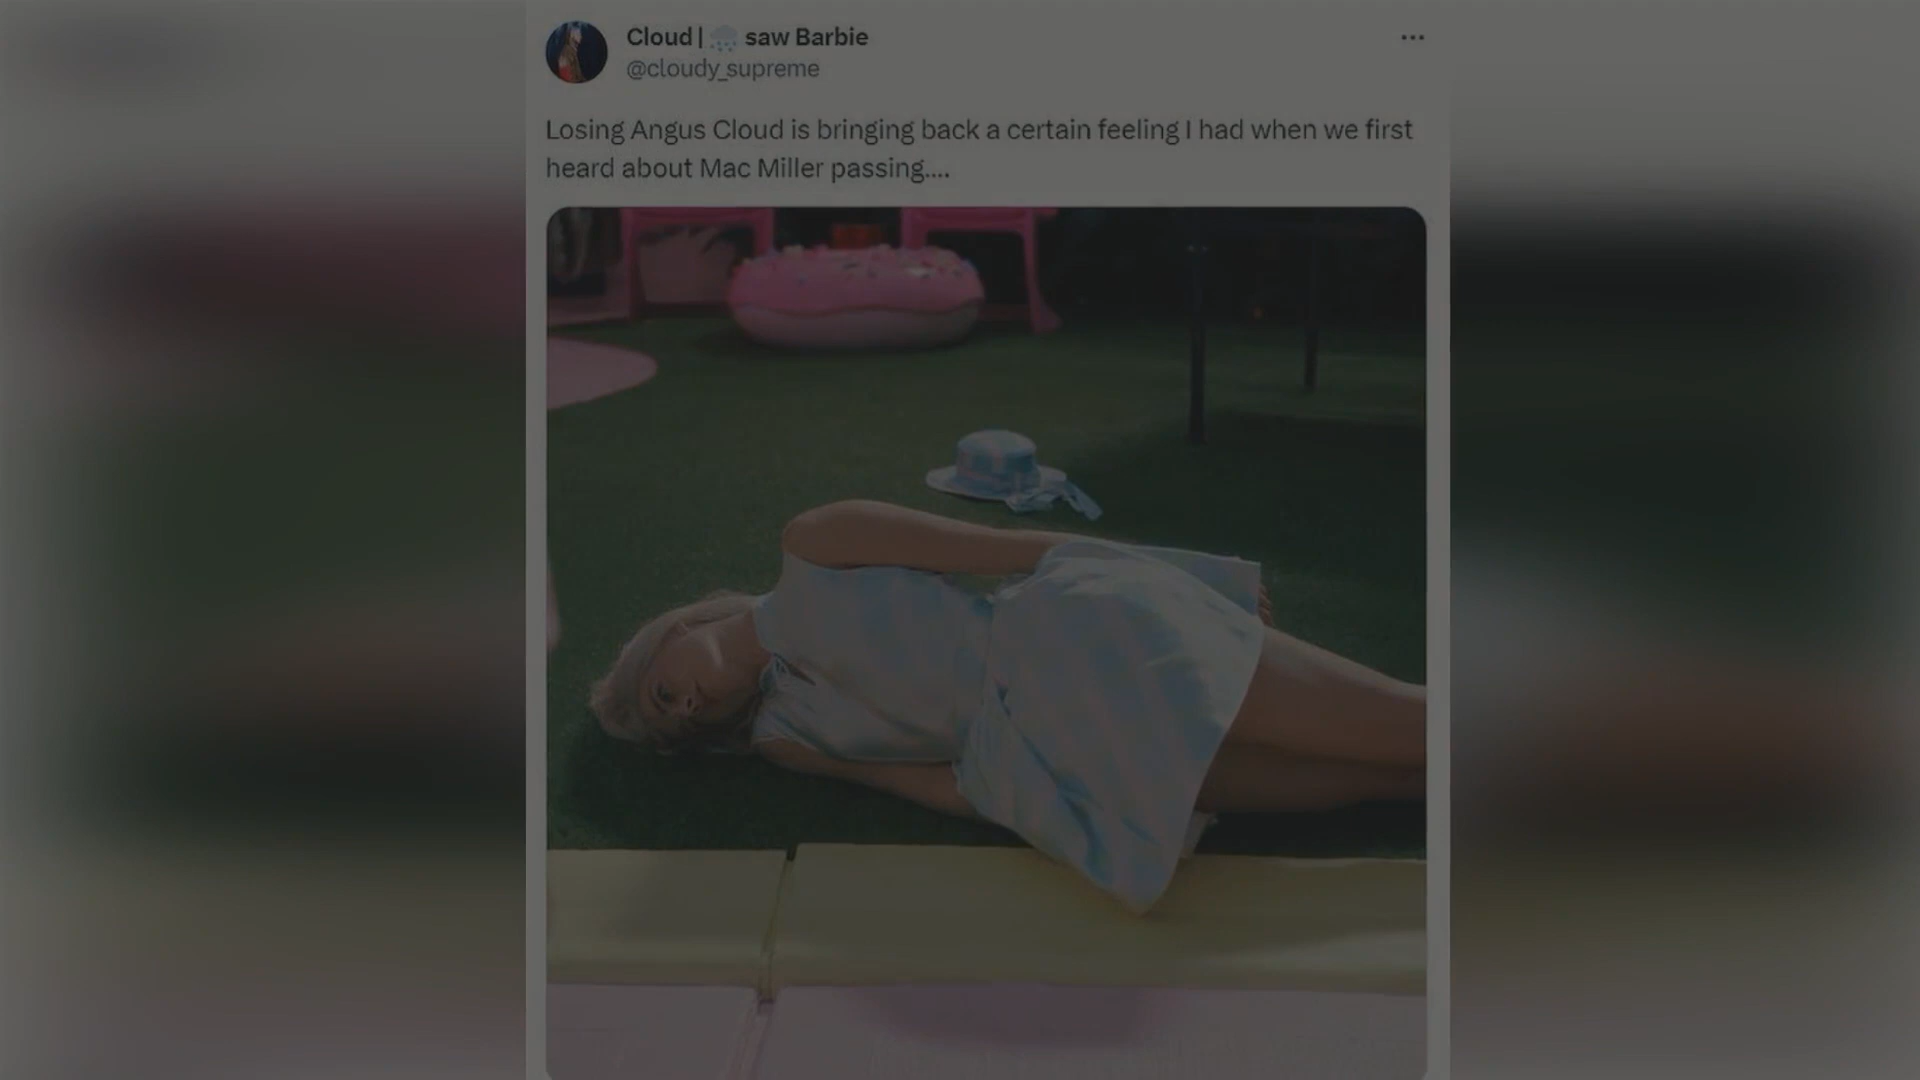 Cloud | 🌧️ saw Barbie
@cloudy_supreme
Losing Angus Cloud is bringing back a certain feeling I had when we first
heard about Mac Miller passing....